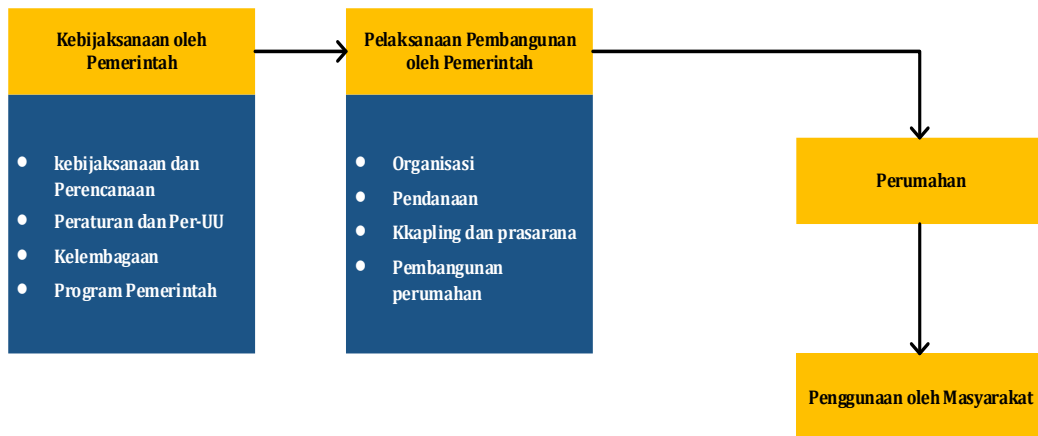 Kebijaksanaan oleh
Pemerintah
kebijaksanaan dan
Perencanaan
Peraturan dan Per-UU
Kelembagaan
Program Pemerintah
Pelaksanaan Pembangunan
oleh Pemerintah
Organisasi
Pendanaan
Kkapling dan prasarana
Pembangunan
perumahan
Perumahan
Penggunaan oleh Masyarakat